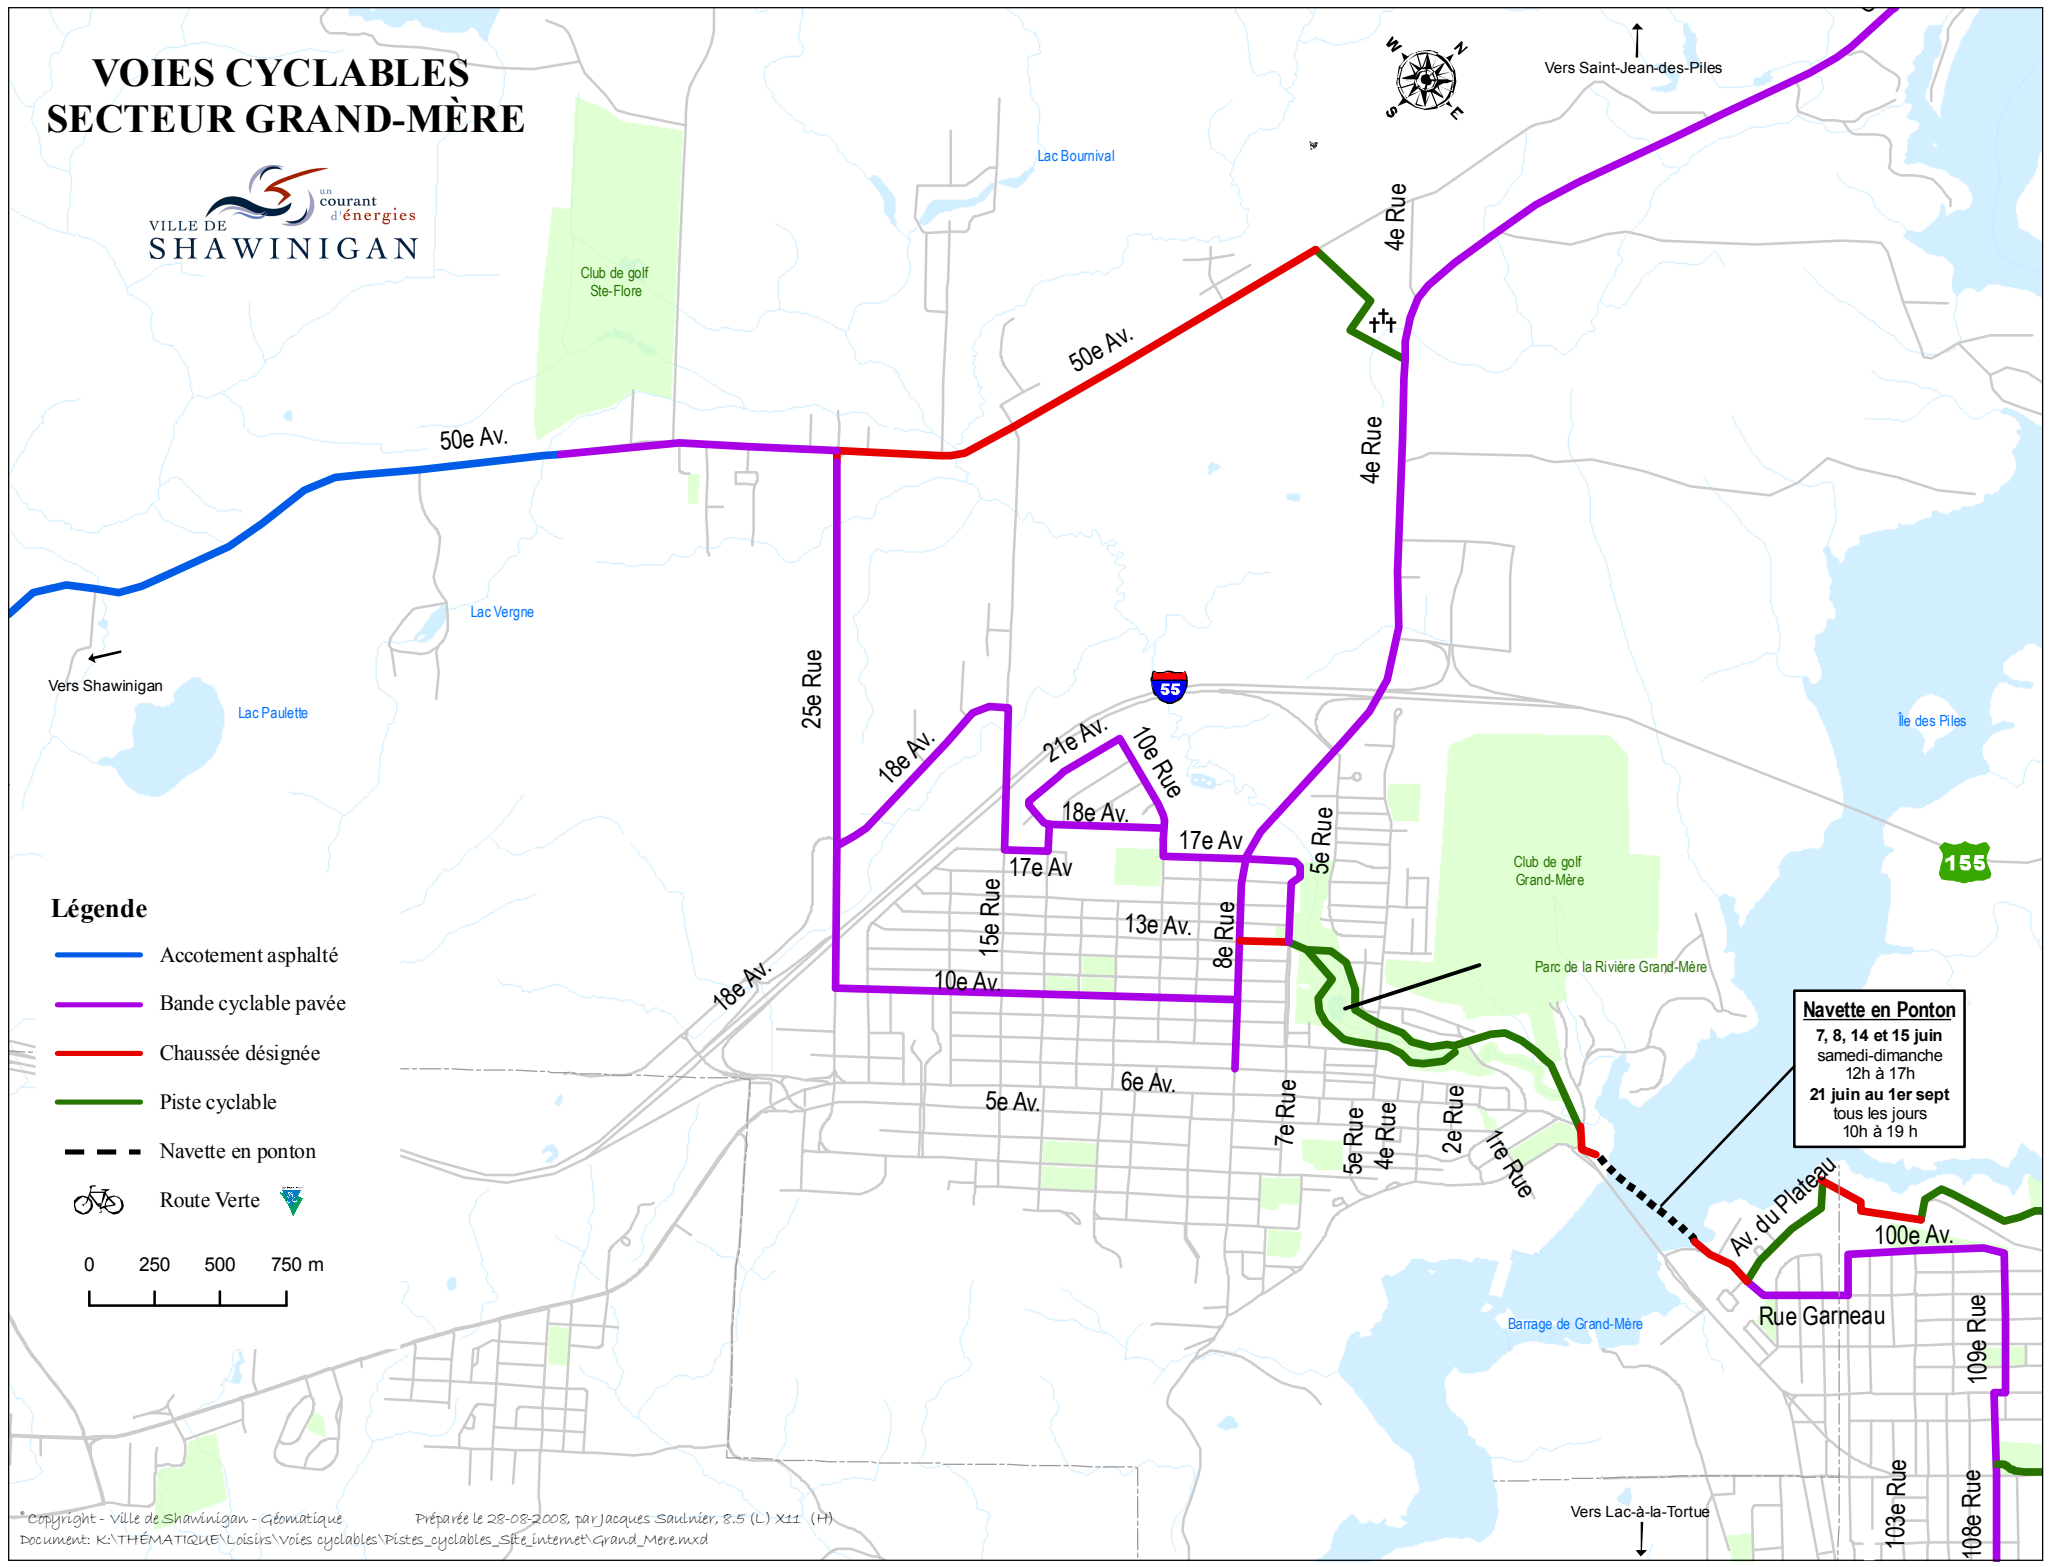 VOIES CYCLABLES
SECTEUR GRAND-MÈRE
un
courant
d'énergies
VILLE DE
SHAWINIGAN
W
N
S
E
Vers Saint-Jean-des-Piles
Lac Bournival
4e Rue
Club de golf
Ste-Flore
50e Av.
50e Av.
4e Rue
Lac Vergne
Vers Shawinigan
Lac Paulette
25e Rue
55
Île des Piles
18e Av.
21e Av.
10e Rue
18e Av.
17e Av
17e Av
5e Rue
Club de golf
Grand-Mère
155
15e Rue
13e Av.
8e Rue
10e Av.
18e Av.
Parc de la Rivière Grand-Mère
Navette en Ponton
7, 8, 14 et 15 juin
samedi-dimanche
12h à 17h
21 juin au 1er sept
tous les jours
10h à 19 h
6e Av.
5e Av.
7e Rue
5e Rue
4e Rue
2e Rue
1re Rue
Av. du Plateau
100e Av.
Rue Garneau
Barrage de Grand-Mère
109e Rue
103e Rue
108e Rue
Vers Lac-à-la-Tortue
Légende
Accotement asphalté
Bande cyclable pavée
Chaussée désignée
Piste cyclable
Navette en ponton
Route Verte
0 250 500 750 m
Copyright - Ville de Shawinigan - Géomatique Préparée le 28-08-2008, par Jacques Saulnier, 8.5 (L) X11 (H)
Document: K:\THÉMATIQUE\Loisirs\Voies cyclables\Pistes_cyclables_Site_internet\Grand_Mere.mxd